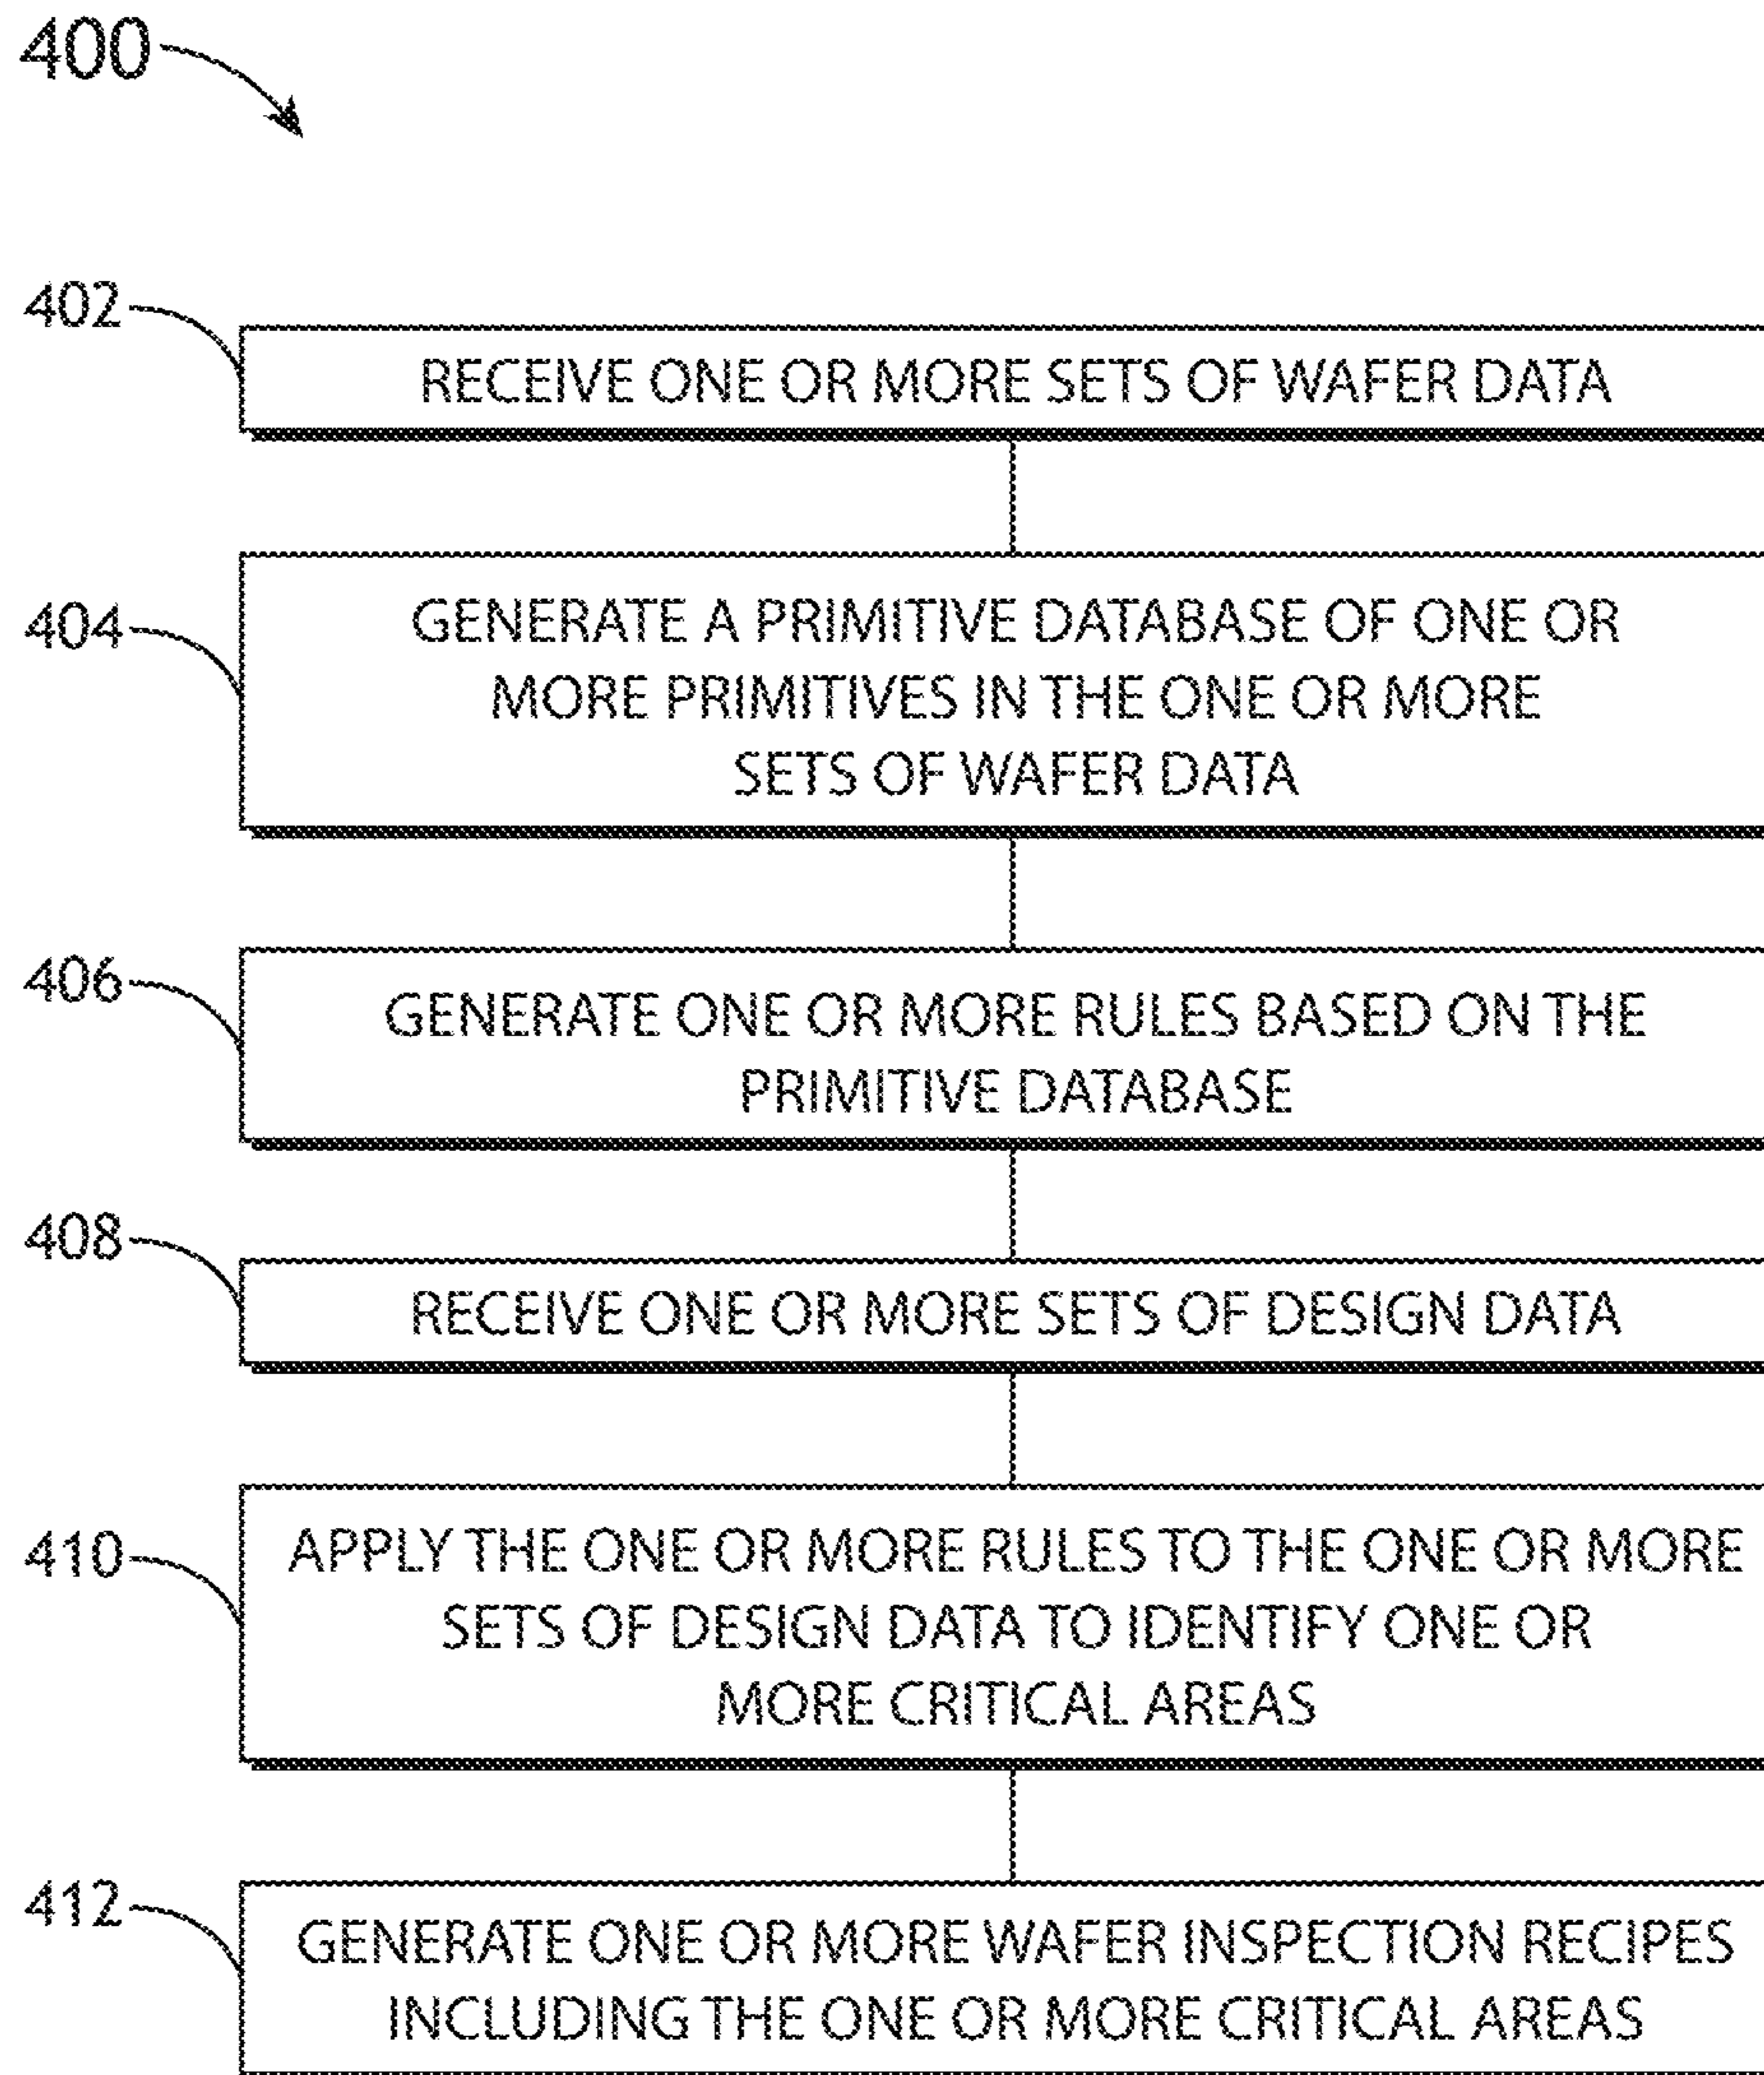 400
402
RECEIVE ONE OR MORE SETS OF WAFER DATA
404
GENERATE A PRIMITIVE DATABASE OF ONE OR
MORE PRIMITIVES IN THE ONE OR MORE
SETS OF WAFER DATA
406
GENERATE ONE OR MORE RULES BASED ON THE
PRIMITIVE DATABASE
408
RECEIVE ONE OR MORE SETS OF DESIGN DATA
410
APPLY THE ONE OR MORE RULES TO THE ONE OR MORE
SETS OF DESIGN DATA TO IDENTIFY ONE OR
MORE CRITICAL AREAS
412
GENERATE ONE OR MORE WAFER INSPECTION RECIPES
INCLUDING THE ONE OR MORE CRITICAL AREAS